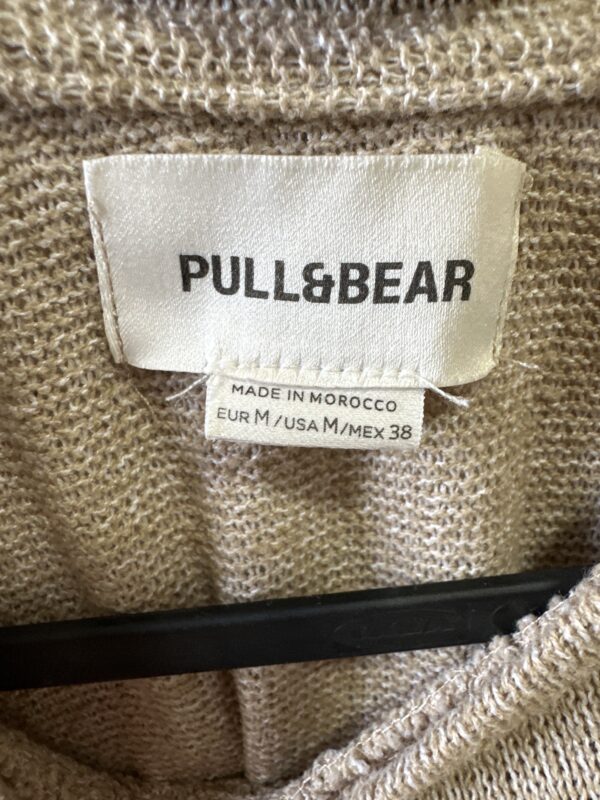 PULL&BEAR
MADE IN MOROCCO
EUR M/USA M/MEX 38